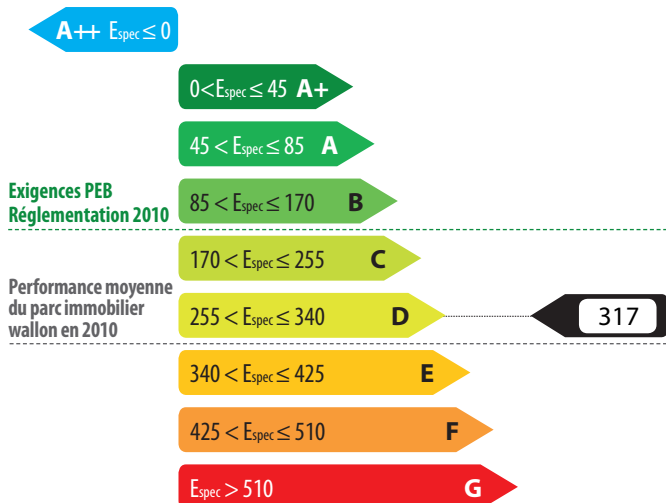 A++ Espec ≤ 0
0<Espec ≤ 45 A+
45 < Espec ≤ 85 A
Exigences PEB
Réglementation 2010
85 < Espec ≤ 170 B
170 < Espec ≤ 255 C
Performance moyenne
du parc immobilier
wallon en 2010
255 < Espec ≤ 340 D
317
340 < Espec ≤ 425 E
425 < Espec ≤ 510 F
Espec > 510 G